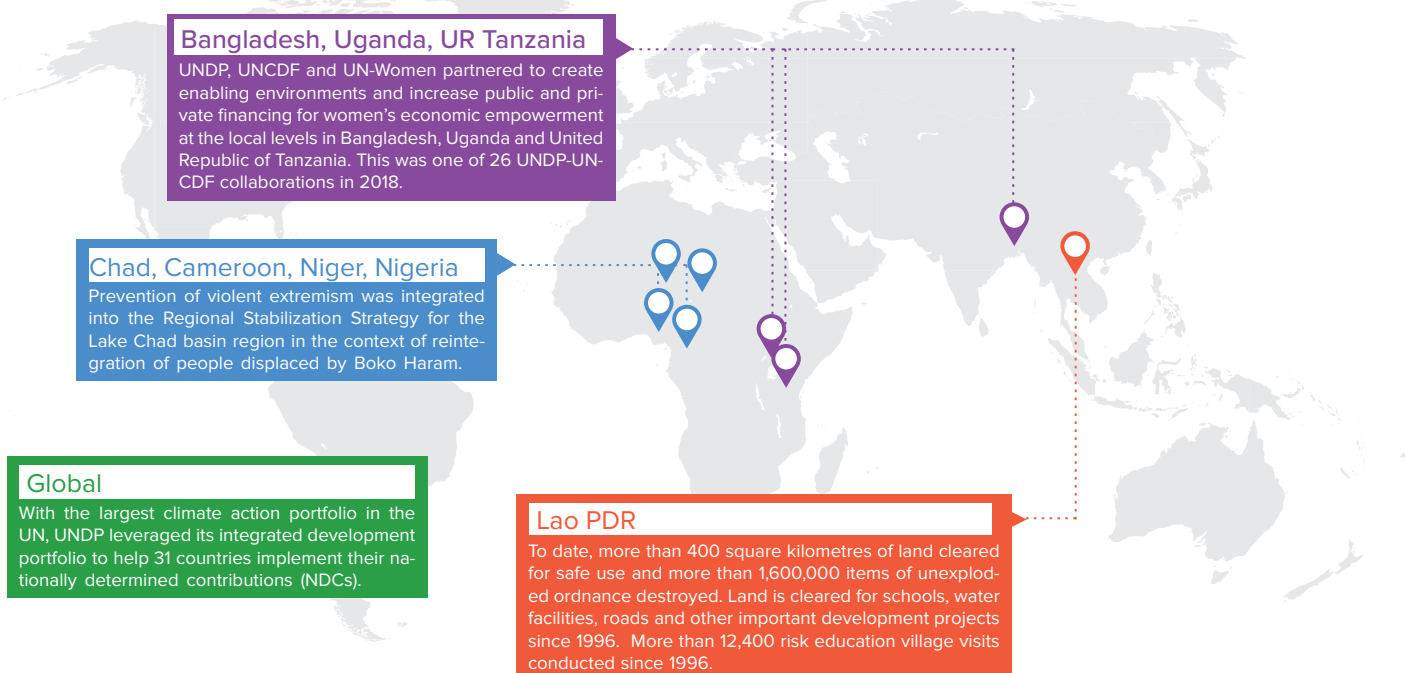 Bangladesh, Uganda, UR Tanzania
UNDP, UNCDF and UN-Women partnered to create
enabling environments and increase public and pri-
vate financing for women's economic empowerment
at the local levels in Bangladesh, Uganda and United
Republic of Tanzania. This was one of 26 UNDP-UN-
CDF collaborations in 2018.
Chad, Cameroon, Niger, Nigeria
Prevention of violent extremism was integrated
into the Regional Stabilization Strategy for the
Lake Chad basin region in the context of reinte-
gration of people displaced by Boko Haram.
Global
With the largest climate action portfolio in the
UN, UNDP leveraged its integrated development
portfolio to help 31 countries implement their na-
tionally determined contributions (NDCs).
Lao PDR
To date, more than 400 square kilometres of land cleared
for safe use and more than 1,600,000 items of unexplod-
ed ordnance destroyed. Land is cleared for schools, water
facilities, roads and other important development projects
since 1996. More than 12,400 risk education village visits
conducted since 1996.